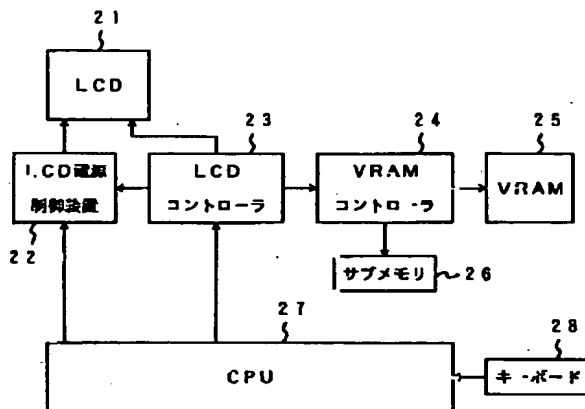 21
LCD
23
24
25
LCD電源
制御装置
LCD
コントローラ
VRAM
コントローラ
VRAM
22
サブメモリ
26
27
28
CPU
キーボード